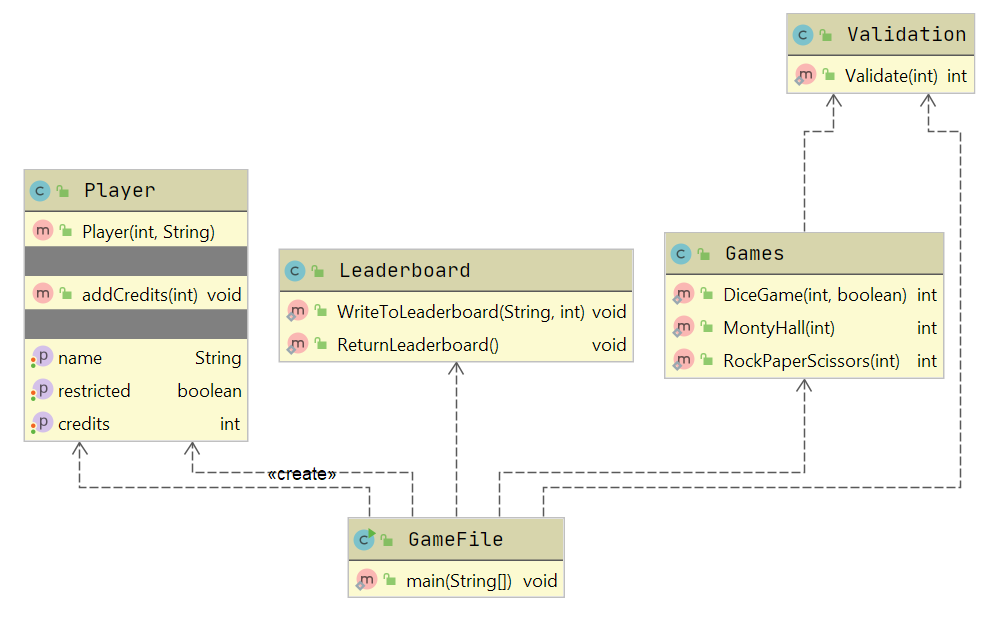 Validation
Validate(int) int
Player
Player(int, String)
addCredits(int) void
name String
restricted boolean
credits int
Leaderboard
WriteToLeaderboard(String, int) void
ReturnLeaderboard() void
Games
DiceGame(int, boolean) int
MontyHall(int) int
RockPaperScissors(int) int
«create»
GameFile
main(String[]) void